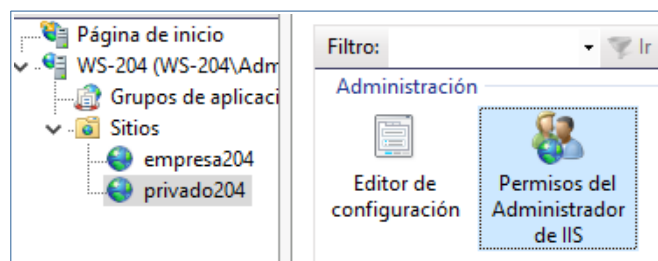 Página de inicio
WS-204 (WS-204\Adm
Grupos de aplicaci
Sitios
empresa204
privado204
Filtro:
Ir
Administración
Editor de
configuración
Permisos del
Administrador
de IIS